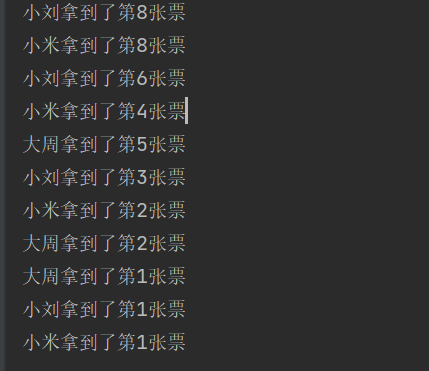 小刘拿到了第8张票
小米拿到了第8张票
小刘拿到了第6张票
小米拿到了第4张票
大周拿到了第5张票
小刘拿到了第3张票
小米拿到了第2张票
大周拿到了第2张票
大周拿到了第1张票
小刘拿到了第1张票
小米拿到了第1张票